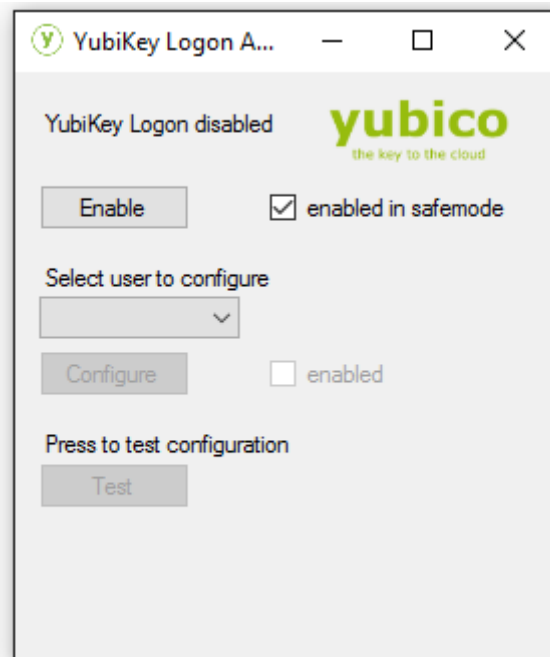 YubiKey Logon A...
YubiKey Logon disabled
yubico
the key to the cloud
Enable
enabled in safemode
Select user to configure
Configure
enabled
Press to test configuration
Test